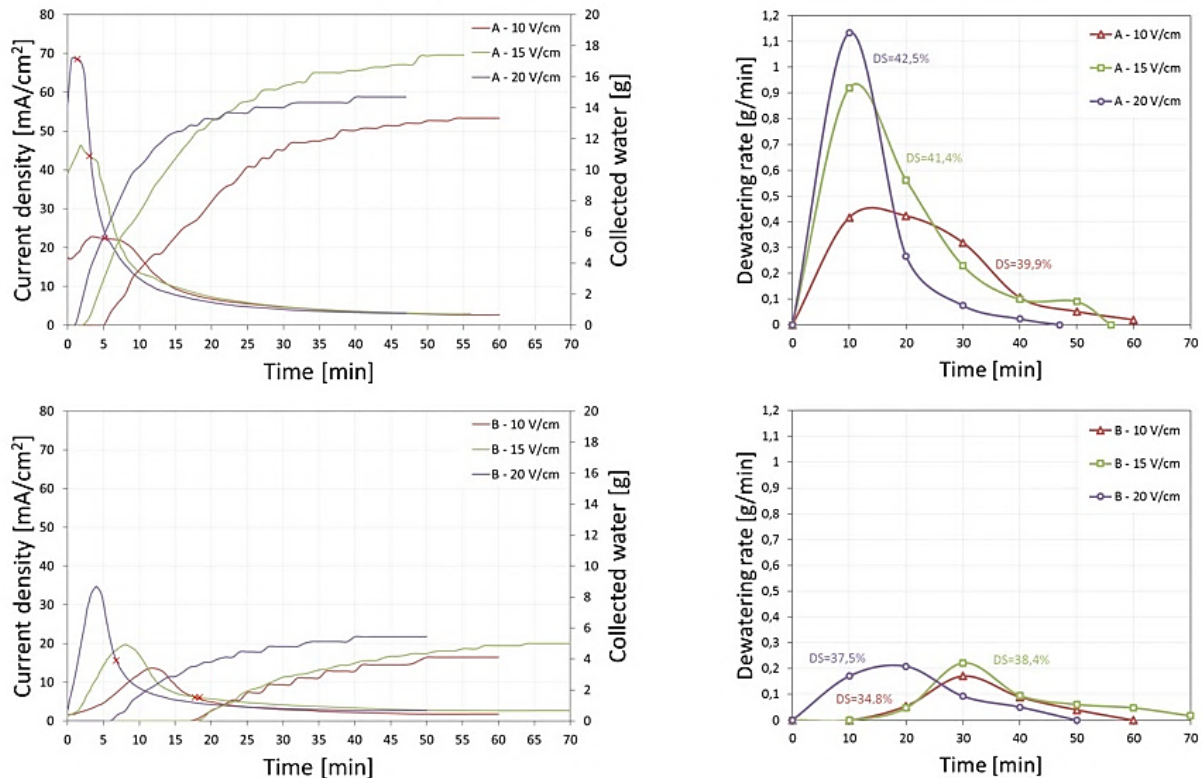 Current density [mA/cm²]
80
70
60
50
40
30
20
10
0
0 5 10 15 20 25 30 35 40 45 50 55 60 65 70
Time [min]
20
18
16
14
12
10
8
6
4
2
0
Collected water [g]
A - 10 V/cm
A - 15 V/cm
A - 20 V/cm
Dewatering rate [g/min]
1,2
1,1
1
0,9
0,8
0,7
0,6
0,5
0,4
0,3
0,2
0,1
0
0 10 20 30 40 50 60 70
Time [min]
DS=42,5%
DS=41,4%
DS=39,9%
A - 10 V/cm
A - 15 V/cm
A - 20 V/cm
Current density [mA/cm²]
80
70
60
50
40
30
20
10
0
0 5 10 15 20 25 30 35 40 45 50 55 60 65 70
Time [min]
20
18
16
14
12
10
8
6
4
2
0
Collected water [g]
B - 10 V/cm
B - 15 V/cm
B - 20 V/cm
Dewatering rate [g/min]
1,2
1,1
1
0,9
0,8
0,7
0,6
0,5
0,4
0,3
0,2
0,1
0
0 10 20 30 40 50 60 70
Time [min]
DS=37,5%
DS=38,4%
DS=34.8%
B - 10 V/cm
B - 15 V/cm
B - 20 V/cm